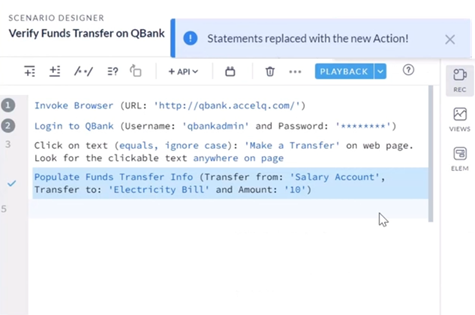 SCENARIO DESIGNER
Verify Funds Transfer on QBank
Statements replaced with the new Action!
+ API
PLAYBACK
REC
VIEWS
ELEM
1 Invoke Browser (URL: 'http://qbank.accelq.com/')
2 Login to QBank (Username: 'qbankadmin' and Password: '********')
3 Click on text (equals, ignore case): 'Make a Transfer' on web page.
Look for the clickable text anywhere on page
Populate Funds Transfer Info (Transfer from: 'Salary Account',
Transfer to: 'Electricity Bill' and Amount: '10')
5